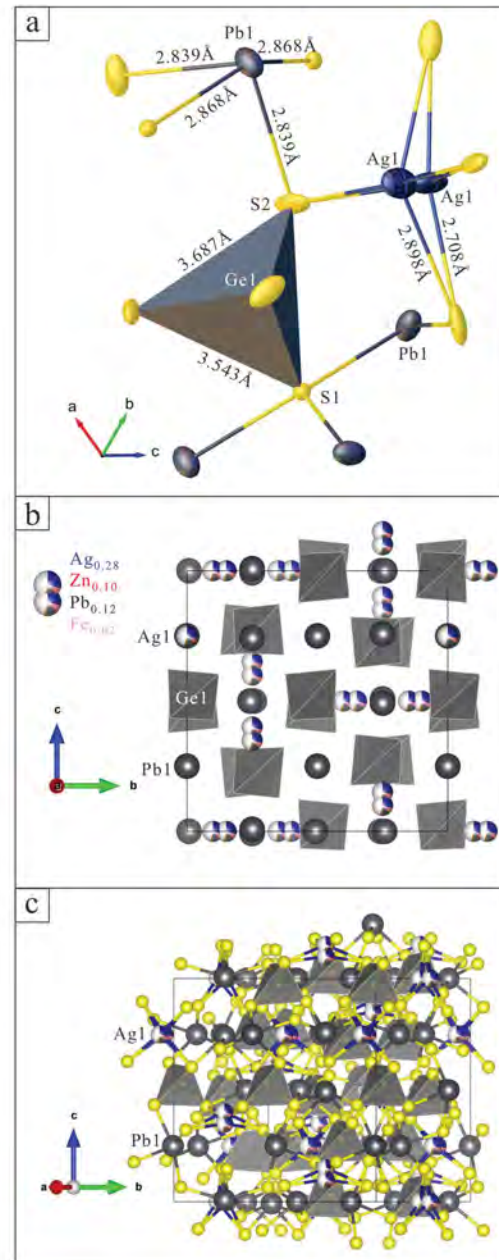 a
Pb1
2.839Å
2.868Å
2.868Å
2.839Å
Ag1
Ag1
S2
2.898Å
2.708Å
3.687Å
Ge1
Pb1
3.543Å
S1
a
b
c
b
Ag0,28
Zn0,10
Pb0,12
Fe0,02
Ag1
Ge1
c
Pb1
a
b
c
Ag1
c
Pb1
a
b